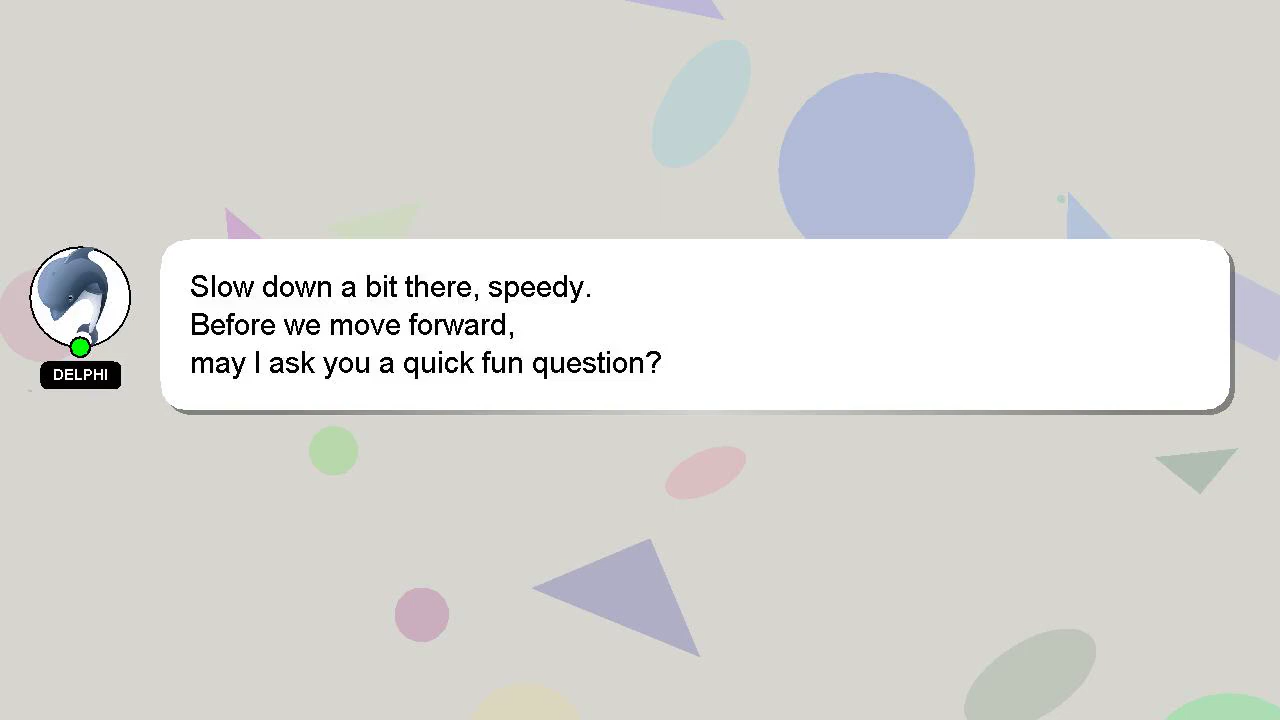 Slow down a bit there, speedy.
Before we move forward,
may I ask you a quick fun question?
DELPHI